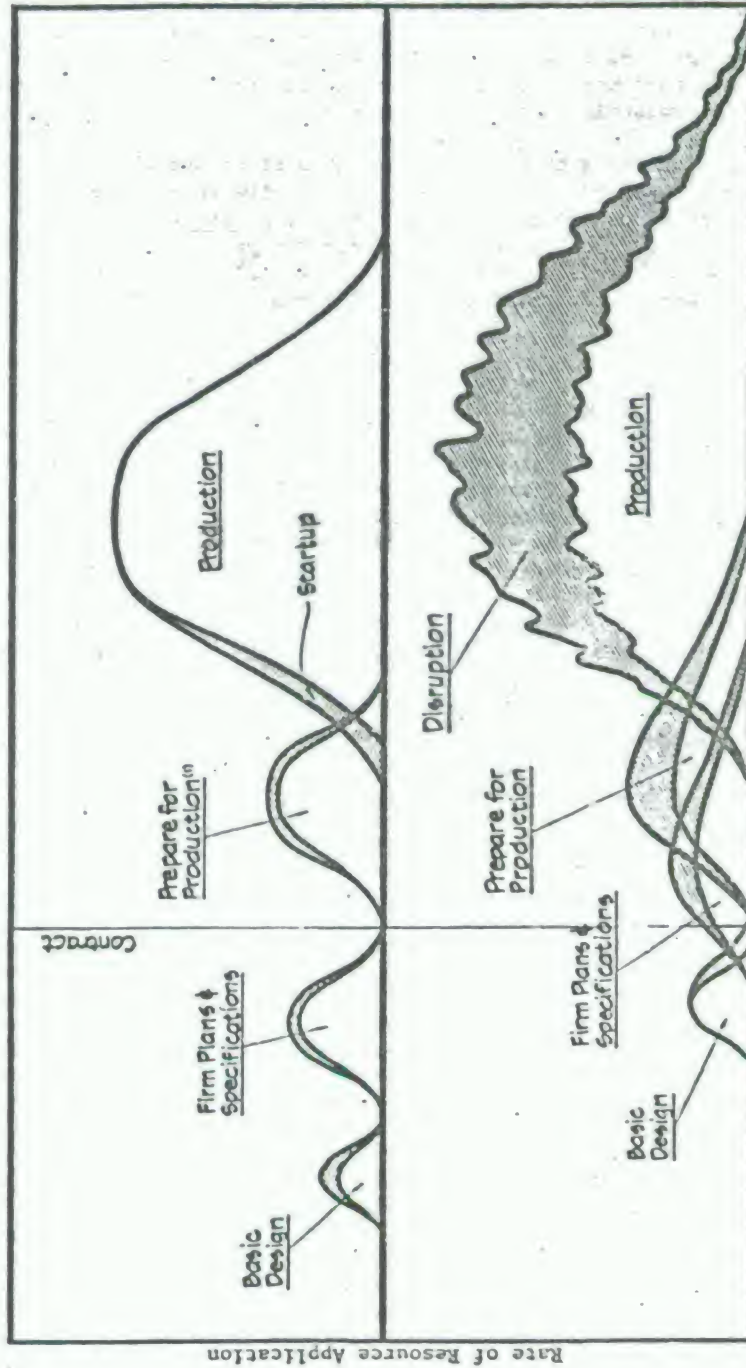 Contract
Basic
Design
Firm Plans &
Specifications
Prepare for
Production⁽¹⁾
Startup
Production
Basic
Design
Firm Plans &
Specifications
Prepare for
Production
Disruption
Production
Rate of Resource Application